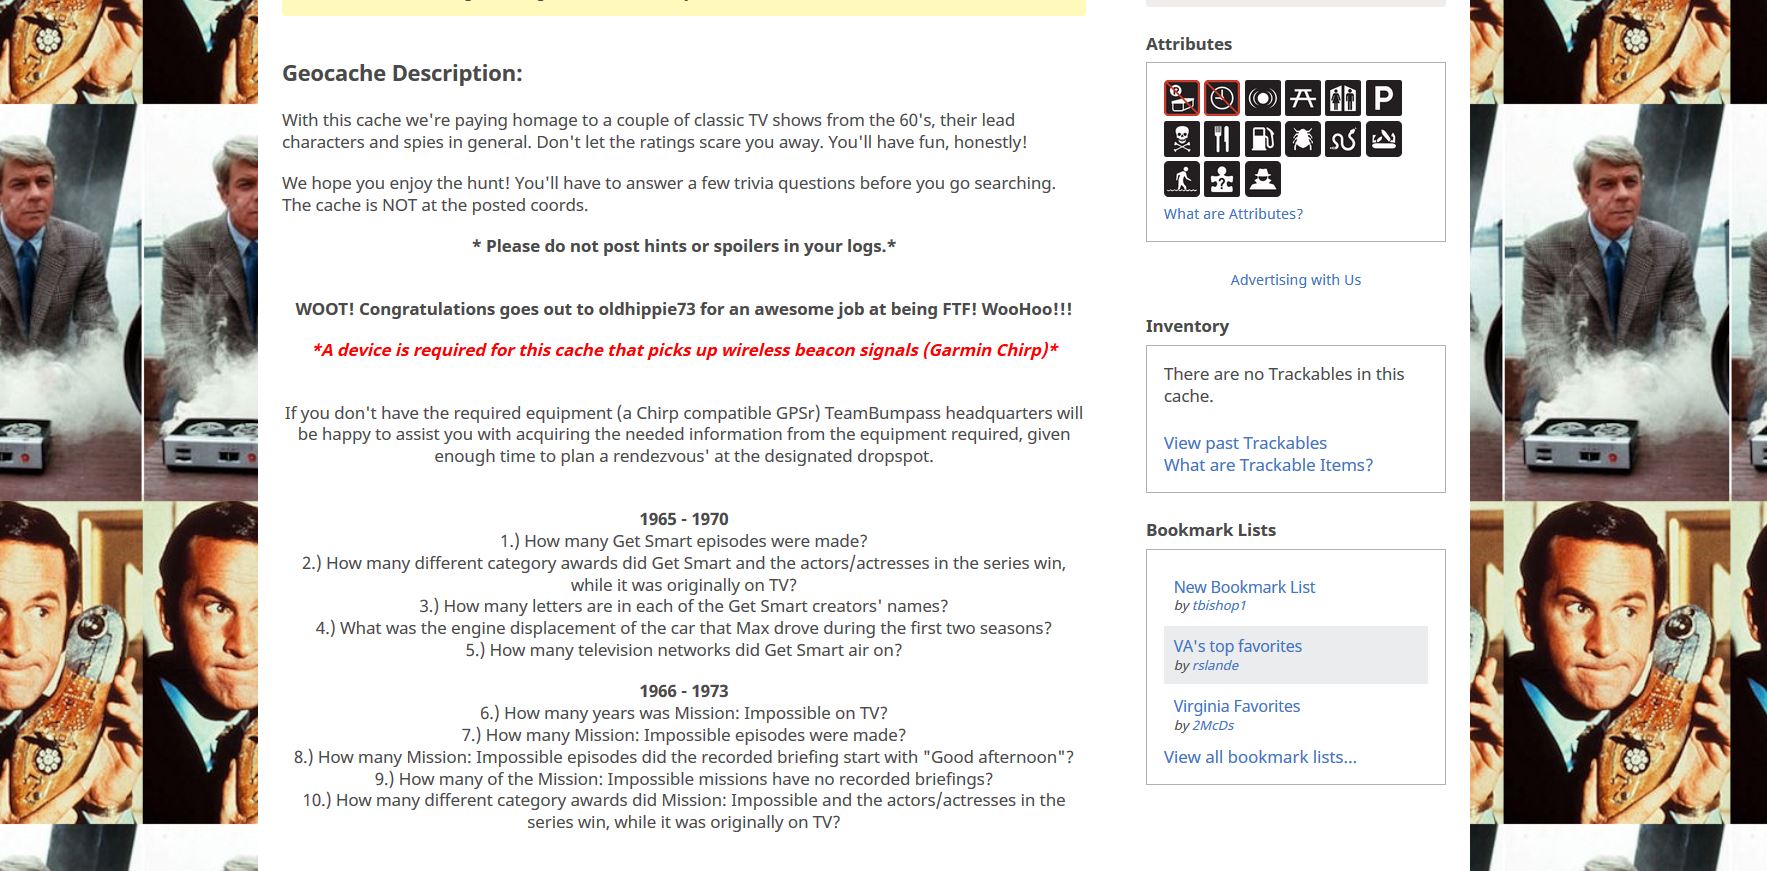 Geocache Description:
With this cache we're paying homage to a couple of classic TV shows from the 60's, their lead
characters and spies in general. Don't let the ratings scare you away. You'll have fun, honestly!
We hope you enjoy the hunt! You'll have to answer a few trivia questions before you go searching.
The cache is NOT at the posted coords.
* Please do not post hints or spoilers in your logs.*
WOOT! Congratulations goes out to oldhippie73 for an awesome job at being FTF! WooHoo!!!
*A device is required for this cache that picks up wireless beacon signals (Garmin Chirp)*
If you don't have the required equipment (a Chirp compatible GPSr) TeamBumpass headquarters will
be happy to assist you with acquiring the needed information from the equipment required, given
enough time to plan a rendezvous' at the designated dropspot.
1965 - 1970
1.) How many Get Smart episodes were made?
2.) How many different category awards did Get Smart and the actors/actresses in the series win,
while it was originally on TV?
3.) How many letters are in each of the Get Smart creators' names?
4.) What was the engine displacement of the car that Max drove during the first two seasons?
5.) How many television networks did Get Smart air on?
1966 - 1973
6.) How many years was Mission: Impossible on TV?
7.) How many Mission: Impossible episodes were made?
8.) How many Mission: Impossible episodes did the recorded briefing start with "Good afternoon"?
9.) How many of the Mission: Impossible missions have no recorded briefings?
10.) How many different category awards did Mission: Impossible and the actors/actresses in the
series win, while it was originally on TV?
Attributes
P
What are Attributes?
Advertising with Us
Inventory
There are no Trackables in this
cache.
View past Trackables
What are Trackable Items?
Bookmark Lists
New Bookmark List
by tbishop1
VA's top favorites
by rslande
Virginia Favorites
by 2McDs
View all bookmark lists...